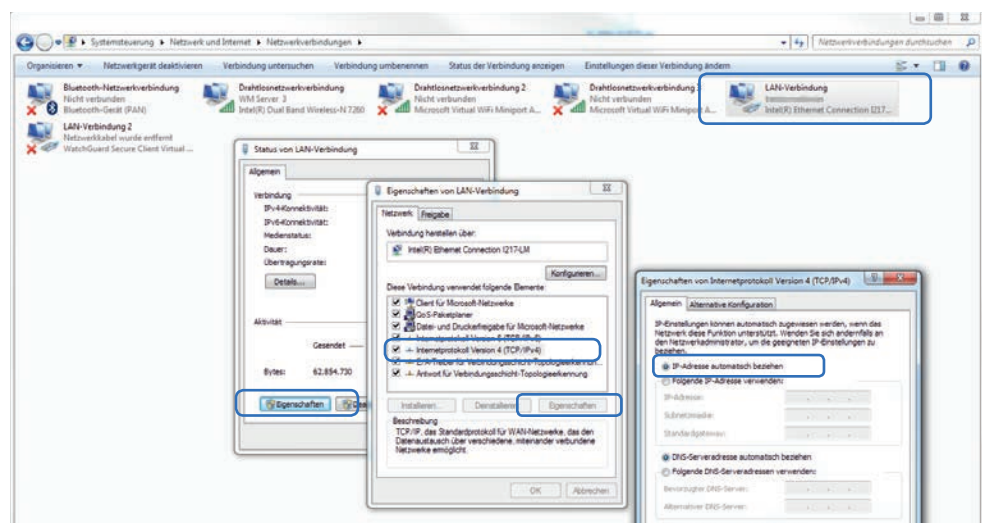 Systemsteuerung ▸ Netzwerk und Internet ▸ Netzwerkverbindungen ▸
Netzwerkverbindungen durchsuchen
Organisieren ▾ Netzwerkgerät deaktivieren Verbindung untersuchen Verbindung umbenennen Status der Verbindung anzeigen Einstellungen dieser Verbindung ändern
Bluetooth-Netzwerkverbindung
Nicht verbunden
Bluetooth-Gerät (PAN)
Drahtlosnetzwerkverbindung
WM Server 3
Intel(R) Dual Band Wireless-N 7260
Drahtlosnetzwerkverbindung 2
Nicht verbunden
Microsoft Virtual WiFi Miniport A...
Drahtlosnetzwerkverbindung
Nicht verbunden
Microsoft Virtual WiFi Miniport A...
LAN-Verbindung
Intel(R) Ethernet Connection I217...
LAN-Verbindung 2
Netzwerkkabel wurde entfernt
WatchGuard Secure Client Virtual ...
Status von LAN-Verbindung
Allgemein
Verbindung
IPv4-Konnektivität:
IPv6-Konnektivität:
Medienstatus:
Dauer:
Übertragungsrate:
Details...
Aktivität
Gesendet
Bytes: 62.894.730
Eigenschaften
Eigenschaften von LAN-Verbindung
Netzwerk Freigabe
Verbindung herstellen über:
Intel(R) Ethernet Connection I217-LM
Konfigurieren...
Diese Verbindung verwendet folgende Elemente:
Client für Microsoft-Netzwerke
QoS-Paketplaner
Datei- und Druckerfreigabe für Microsoft-Netzwerke
Internetprotokoll Version 6 (TCP/IPv6)
Internetprotokoll Version 4 (TCP/IPv4)
E/A-Treiber für Verbindungsschicht-Topologieerkennun...
Antwort für Verbindungsschicht-Topologieerkennung
Installieren... Deinstallieren Eigenschaften
Beschreibung
TCP/IP, das Standardprotokoll für WAN-Netzwerke, das den
Datenaustausch über verschiedene, miteinander verbundene
Netzwerke ermöglicht.
OK Abbrechen
Eigenschaften von Internetprotokoll Version 4 (TCP/IPv4)
Allgemein Alternative Konfiguration
IP-Einstellungen können automatisch zugewiesen werden, wenn das
Netzwerk diese Funktion unterstützt. Wenden Sie sich andernfalls an
den Netzwerkadministrator, um die geeigneten IP-Einstellungen zu
beziehen.
IP-Adresse automatisch beziehen
Folgende IP-Adresse verwenden:
IP-Adresse:
Subnetzmaske:
Standardgateway:
DNS-Serveradresse automatisch beziehen
Folgende DNS-Serveradressen verwenden:
Bevorzugter DNS-Server:
Alternativer DNS-Server: